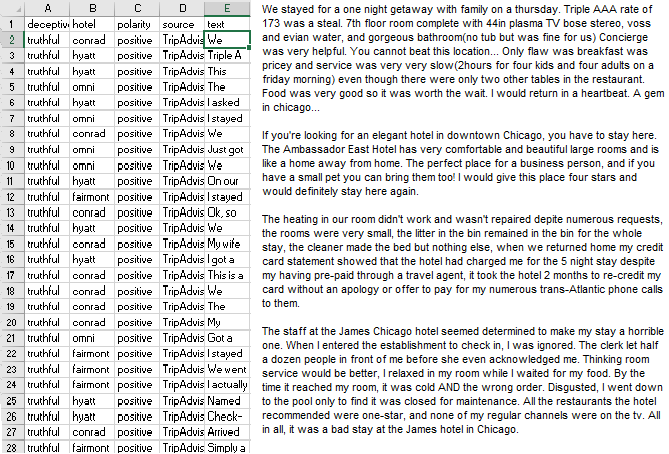 A B C D E
1 deceptiv hotel polarity source text
2 truthful conrad positive TripAdvis We
3 truthful hyatt positive TripAdvis Triple A
4 truthful hyatt positive TripAdvis This
5 truthful omni positive TripAdvis The
6 truthful hyatt positive TripAdvis I asked
7 truthful omni positive TripAdvis I stayed
8 truthful conrad positive TripAdvis We
9 truthful omni positive TripAdvis Just got
10 truthful omni positive TripAdvis We
11 truthful hyatt positive TripAdvis On our
12 truthful fairmont positive TripAdvis I stayed
13 truthful conrad positive TripAdvis Ok, so
14 truthful hyatt positive TripAdvis We
15 truthful conrad positive TripAdvis My wife
16 truthful hyatt positive TripAdvis I got a
17 truthful conrad positive TripAdvis This is a
18 truthful conrad positive TripAdvis We
19 truthful conrad positive TripAdvis The
20 truthful conrad positive TripAdvis My
21 truthful omni positive TripAdvis Got a
22 truthful fairmont positive TripAdvis I stayed
23 truthful fairmont positive TripAdvis We went
24 truthful fairmont positive TripAdvis I actually
25 truthful hyatt positive TripAdvis Named
26 truthful hyatt positive TripAdvis Check-
27 truthful conrad positive TripAdvis Arrived
28 truthful fairmont positive TripAdvis Simply a
We stayed for a one night getaway with family on a thursday. Triple AAA rate of
173 was a steal. 7th floor room complete with 44in plasma TV bose stereo, voss
and evian water, and gorgeous bathroom(no tub but was fine for us) Concierge
was very helpful. You cannot beat this location... Only flaw was breakfast was
pricey and service was very very slow(2hours for four kids and four adults on a
friday morning) even though there were only two other tables in the restaurant.
Food was very good so it was worth the wait. I would return in a heartbeat. A gem
in chicago...
If you're looking for an elegant hotel in downtown Chicago, you have to stay here.
The Ambassador East Hotel has very comfortable and beautiful large rooms and is
like a home away from home. The perfect place for a business person, and if you
have a small pet you can bring them too! I would give this place four stars and
would definitely stay here again.
The heating in our room didn't work and wasn't repaired depite numerous requests,
the rooms were very small, the litter in the bin remained in the bin for the whole
stay, the cleaner made the bed but nothing else, when we returned home my credit
card statement showed that the hotel had charged me for the 5 night stay despite
my having pre-paid through a travel agent, it took the hotel 2 months to re-credit my
card without an apology or offer to pay for my numerous trans-Atlantic phone calls
to them.
The staff at the James Chicago hotel seemed determined to make my stay a horrible
one. When I entered the establishment to check in, I was ignored. The clerk let half
a dozen people in front of me before she even acknowledged me. Thinking room
service would be better, I relaxed in my room while I waited for my food. By the
time it reached my room, it was cold AND the wrong order. Disgusted, I went down
to the pool only to find it was closed for maintenance. All the restaurants the hotel
recommended were one-star, and none of my regular channels were on the tv. All
in all, it was a bad stay at the James hotel in Chicago.